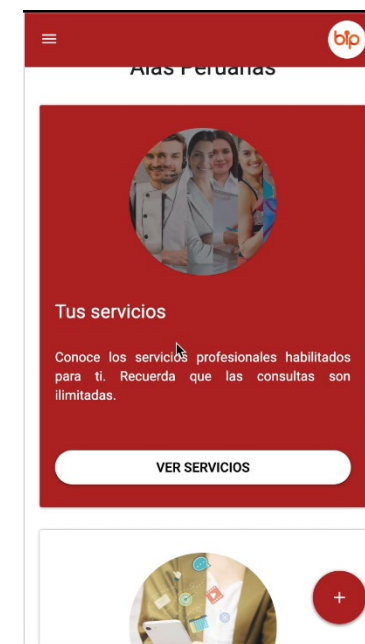 bip
Alas Peruanas
Tus servicios
Conoce los servicios profesionales habilitados
para ti. Recuerda que las consultas son
ilimitadas.
VER SERVICIOS
+